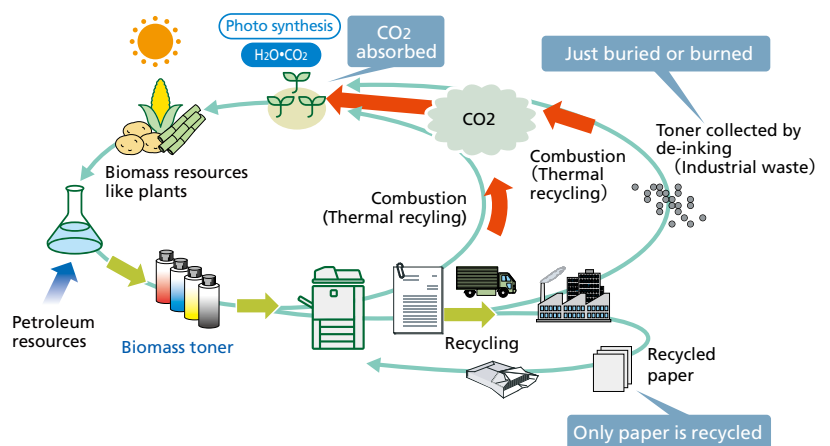 Photo synthesis
H2O•CO2
CO2
absorbed
Just buried or burned
CO2
Toner collected by
de-inking
(Industrial waste)
Combustion
(Thermal
recycling)
Biomass resources
like plants
Combustion
(Thermal recyling)
Petroleum
resources
Biomass toner
Recycling
Recycled
paper
Only paper is recycled